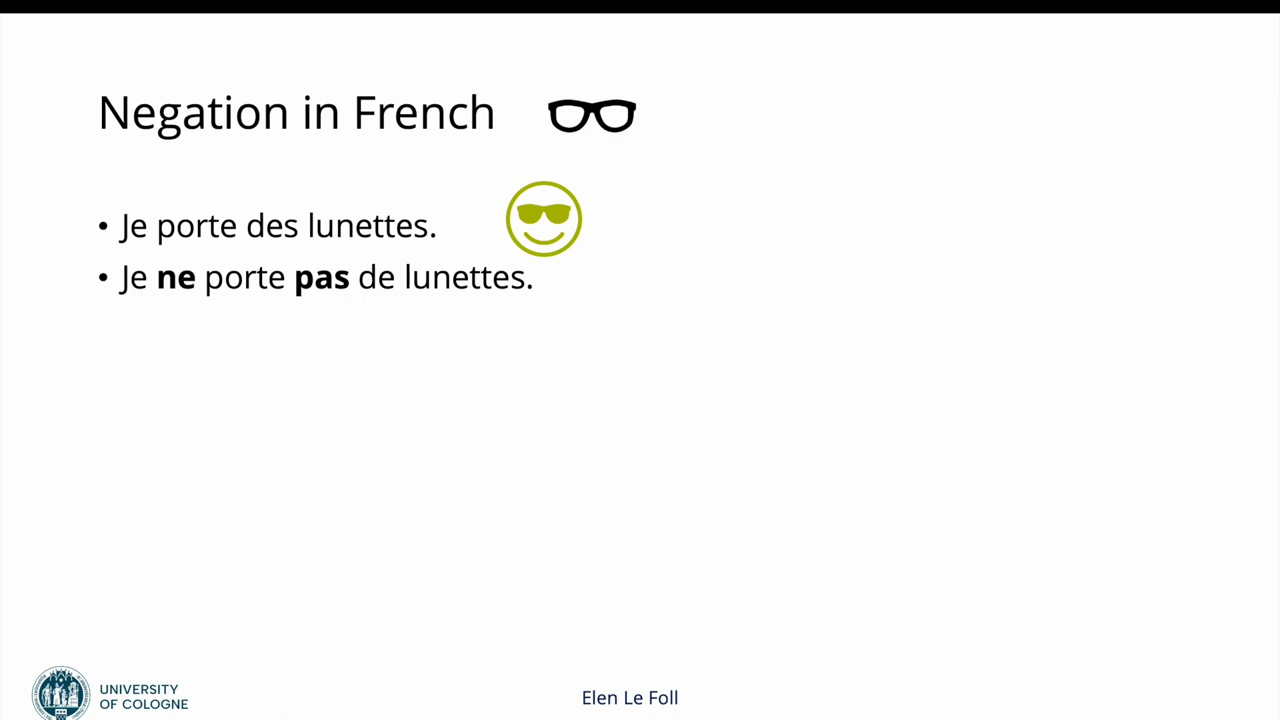 Negation in French
• Je porte des lunettes.
• Je ne porte pas de lunettes.
UNIVERSITY
OF COLOGNE
Elen Le Foll